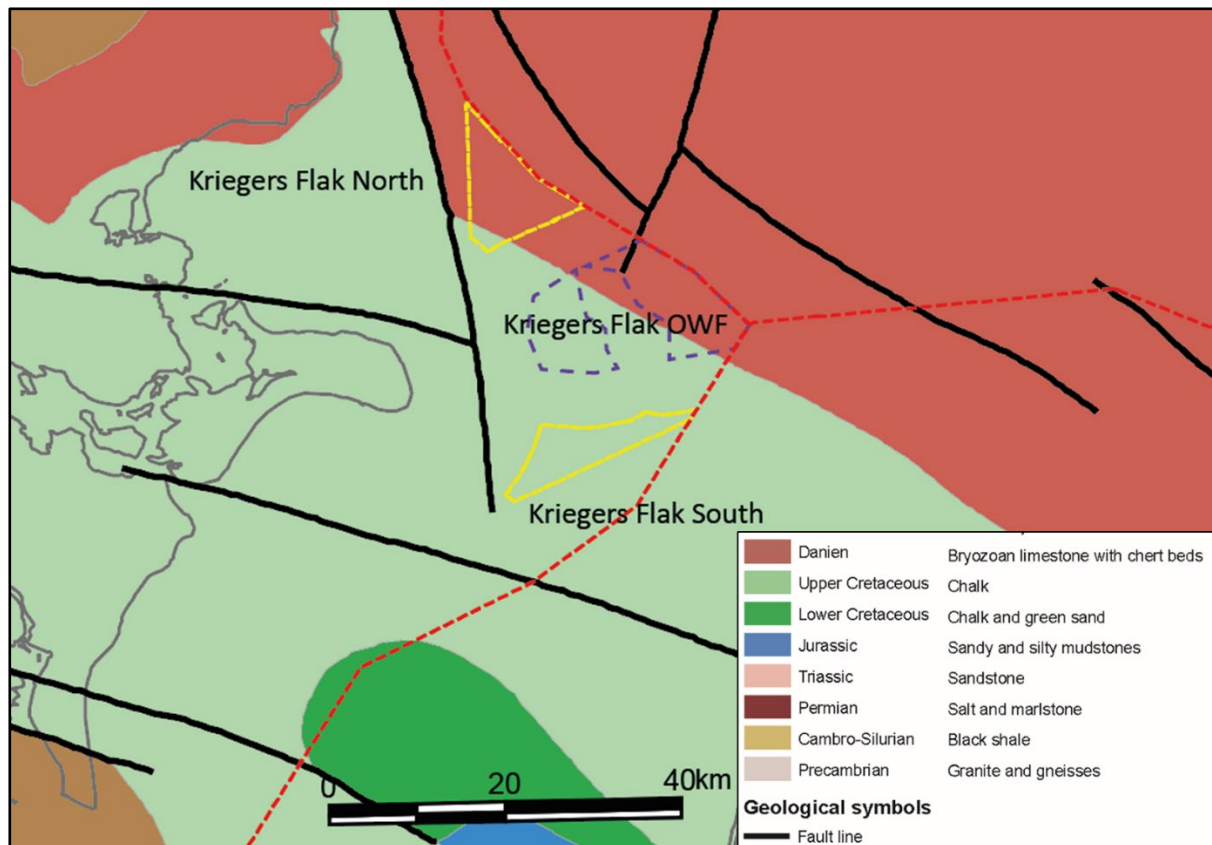 Kriegers Flak North
Kriegers Flak OWF
Kriegers Flak South
0 20 40km
Danien Bryozoan limestone with chert beds
Upper Cretaceous Chalk
Lower Cretaceous Chalk and green sand
Jurassic Sandy and silty mudstones
Triassic Sandstone
Permian Salt and marlstone
Cambro-Silurian Black shale
Precambrian Granite and gneisses
Geological symbols
Fault line